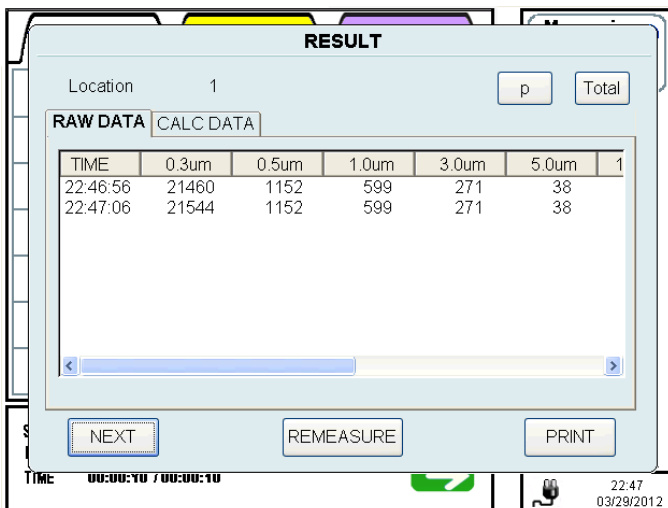 RESULT
Location 1 p Total
RAW DATA CALC DATA
TIME 0.3um 0.5um 1.0um 3.0um 5.0um 1
22:46:56 21460 1152 599 271 38
22:47:06 21544 1152 599 271 38
NEXT REMEASURE PRINT
TIME 00:00:10 / 00:00:10
22:47
03/29/2012